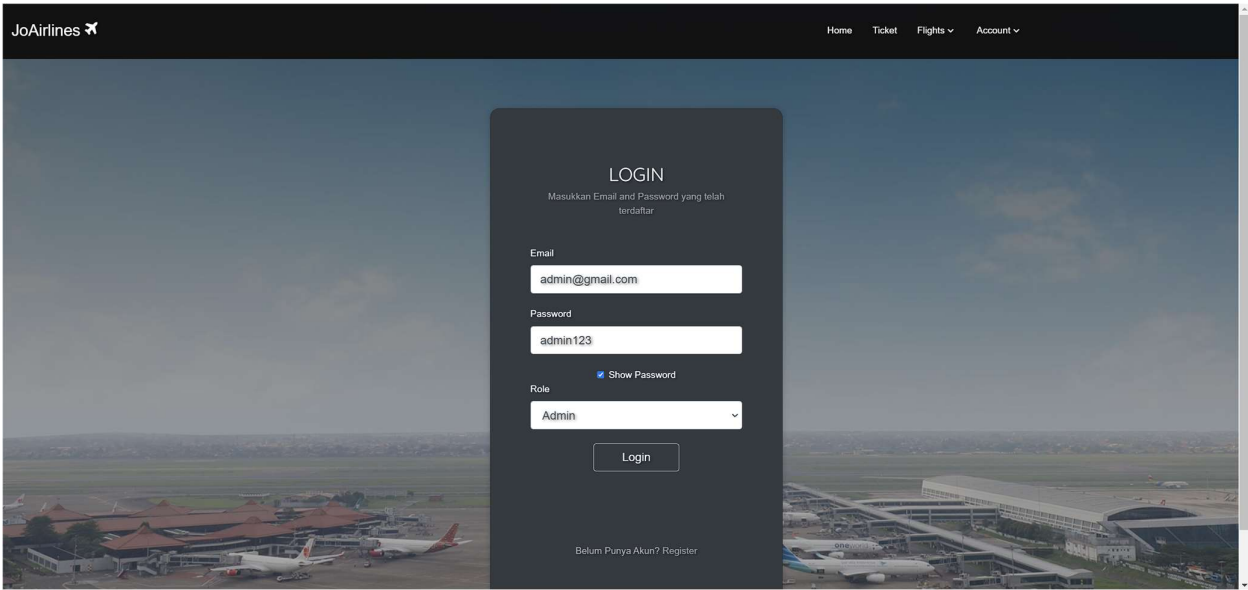 JoAirlines
Home Ticket Flights Account
LOGIN
Masukkan Email and Password yang telah
terdaftar
Email
admin@gmail.com
Password
admin123
Show Password
Role
Admin
Login
Belum Punya Akun? Register
one